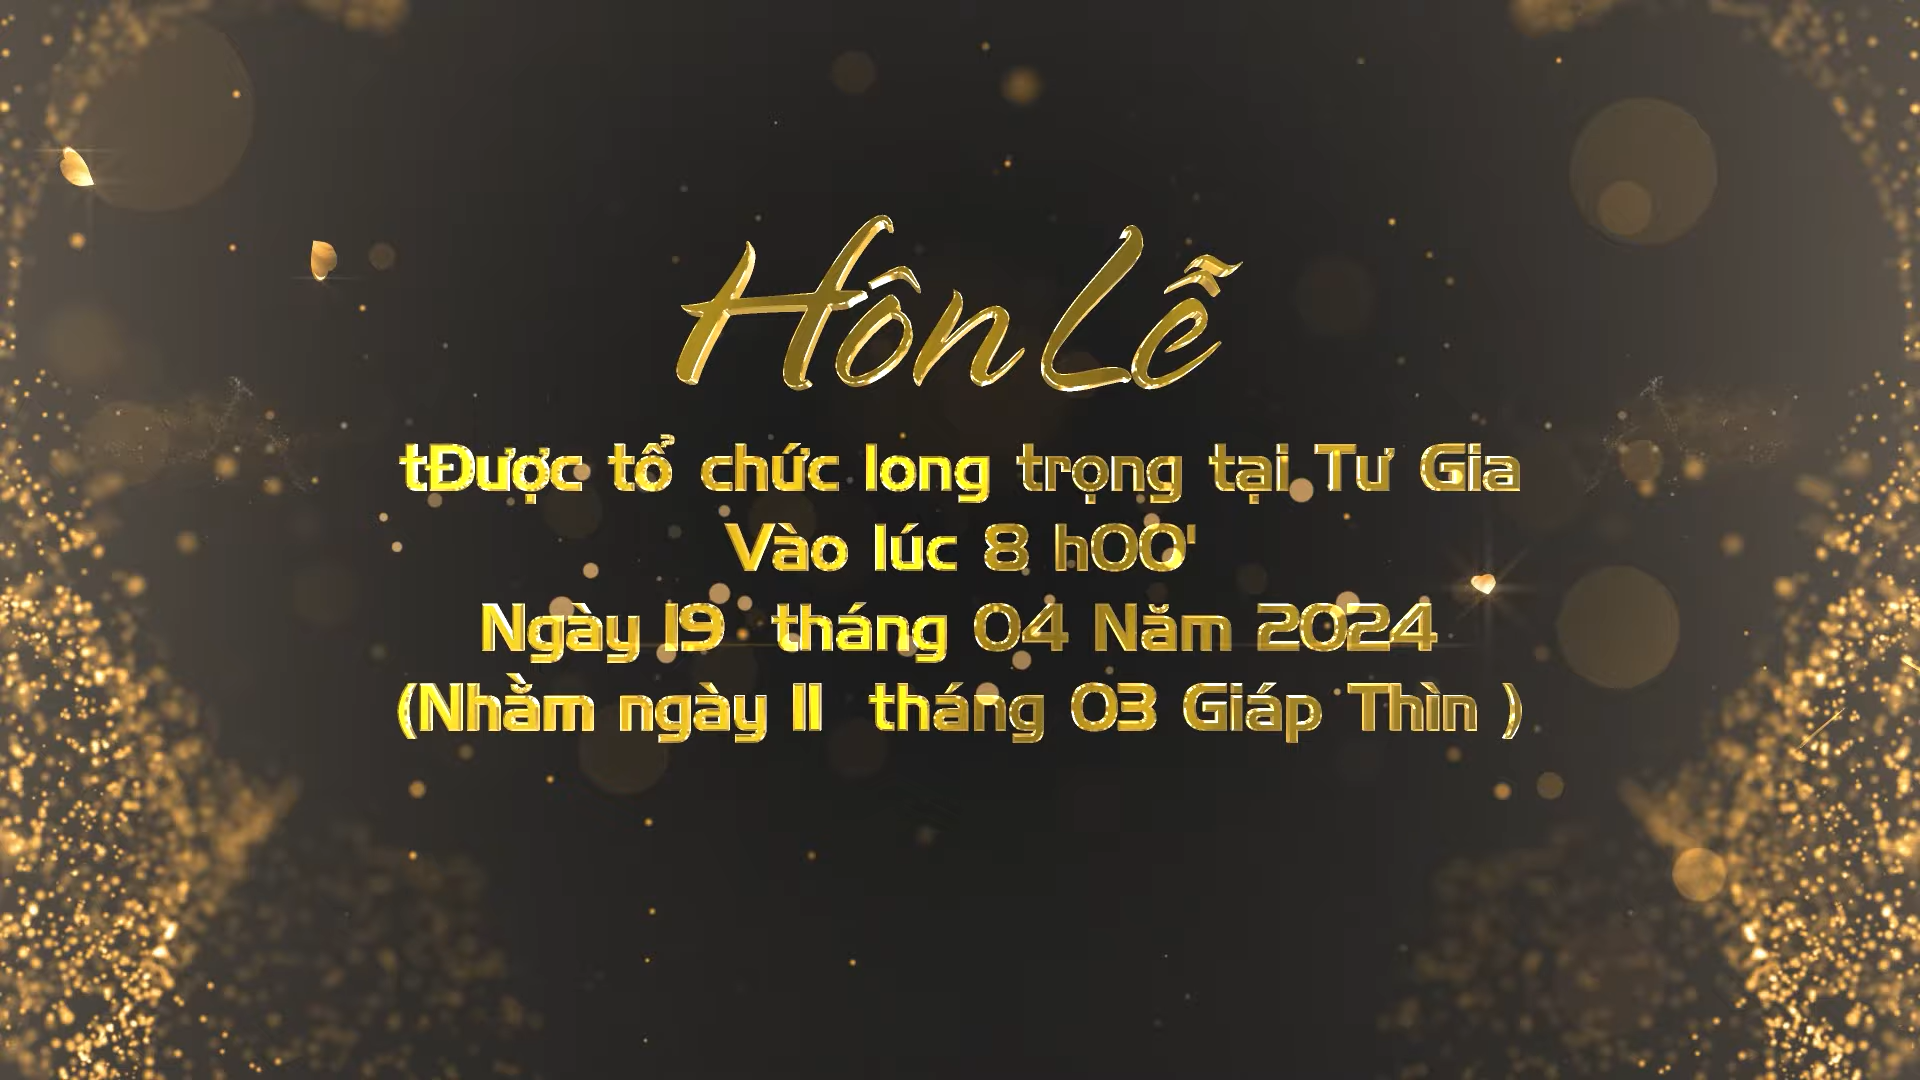 Hôn Lễ
tĐược tổ chức long trọng tại Tư Gia
Vào lúc 8 h00'
Ngày 19 tháng 04 Năm 2024
(Nhằm ngày 11 tháng 03 Giáp Thìn )